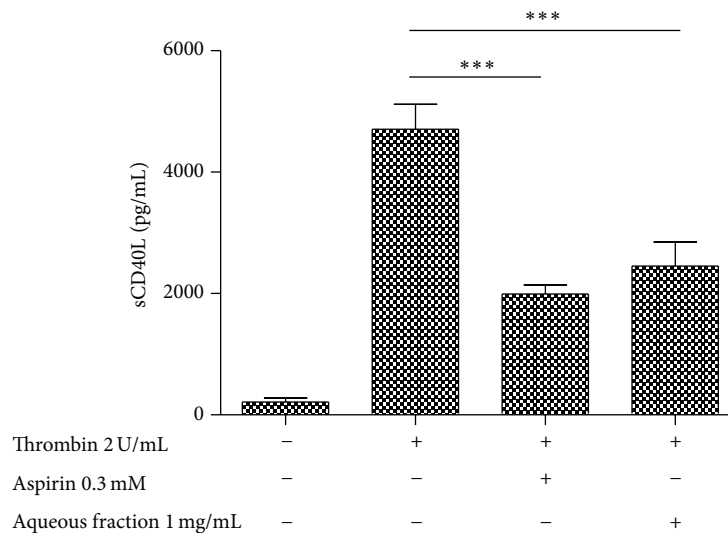 ***
***
6000
4000
2000
0
sCD40L (pg/mL)
Thrombin 2 U/mL − + + +
Aspirin 0.3 mM − − + −
Aqueous fraction 1 mg/mL − − − +